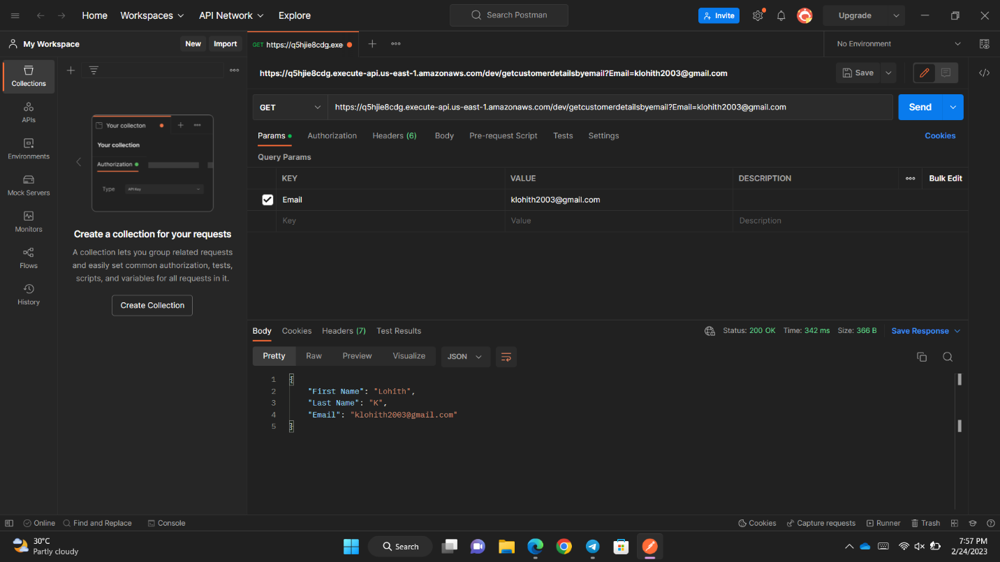 Home Workspaces API Network Explore Search Postman Invite Upgrade
My Workspace New Import GET https://q5hjie8cdg.exe No Environment
Collections
APIs
Environments
Mock Servers
Monitors
Flows
History
Your collecton
Your collection
Authorization
Type API Key
Create a collection for your requests
A collection lets you group related requests
and easily set common authorization, tests,
scripts, and variables for all requests in it.
Create Collection
https://q5hjie8cdg.execute-api.us-east-1.amazonaws.com/dev/getcustomerdetailsbyemail?Email=klohith2003@gmail.com Save
GET https://q5hjie8cdg.execute-api.us-east-1.amazonaws.com/dev/getcustomerdetailsbyemail?Email=klohith2003@gmail.com Send
Params Authorization Headers (6) Body Pre-request Script Tests Settings Cookies
Query Params
KEY VALUE DESCRIPTION Bulk Edit
Email klohith2003@gmail.com
Key Value Description
Body Cookies Headers (7) Test Results Status: 200 OK Time: 342 ms Size: 366 B Save Response
Pretty Raw Preview Visualize JSON
1 {
2 "First Name": "Lohith",
3 "Last Name": "K",
4 "Email": "klohith2003@gmail.com"
5 }
Online Find and Replace Console Cookies Capture requests Runner Trash
30°C
Partly cloudy
Search
7:57 PM
2/24/2023